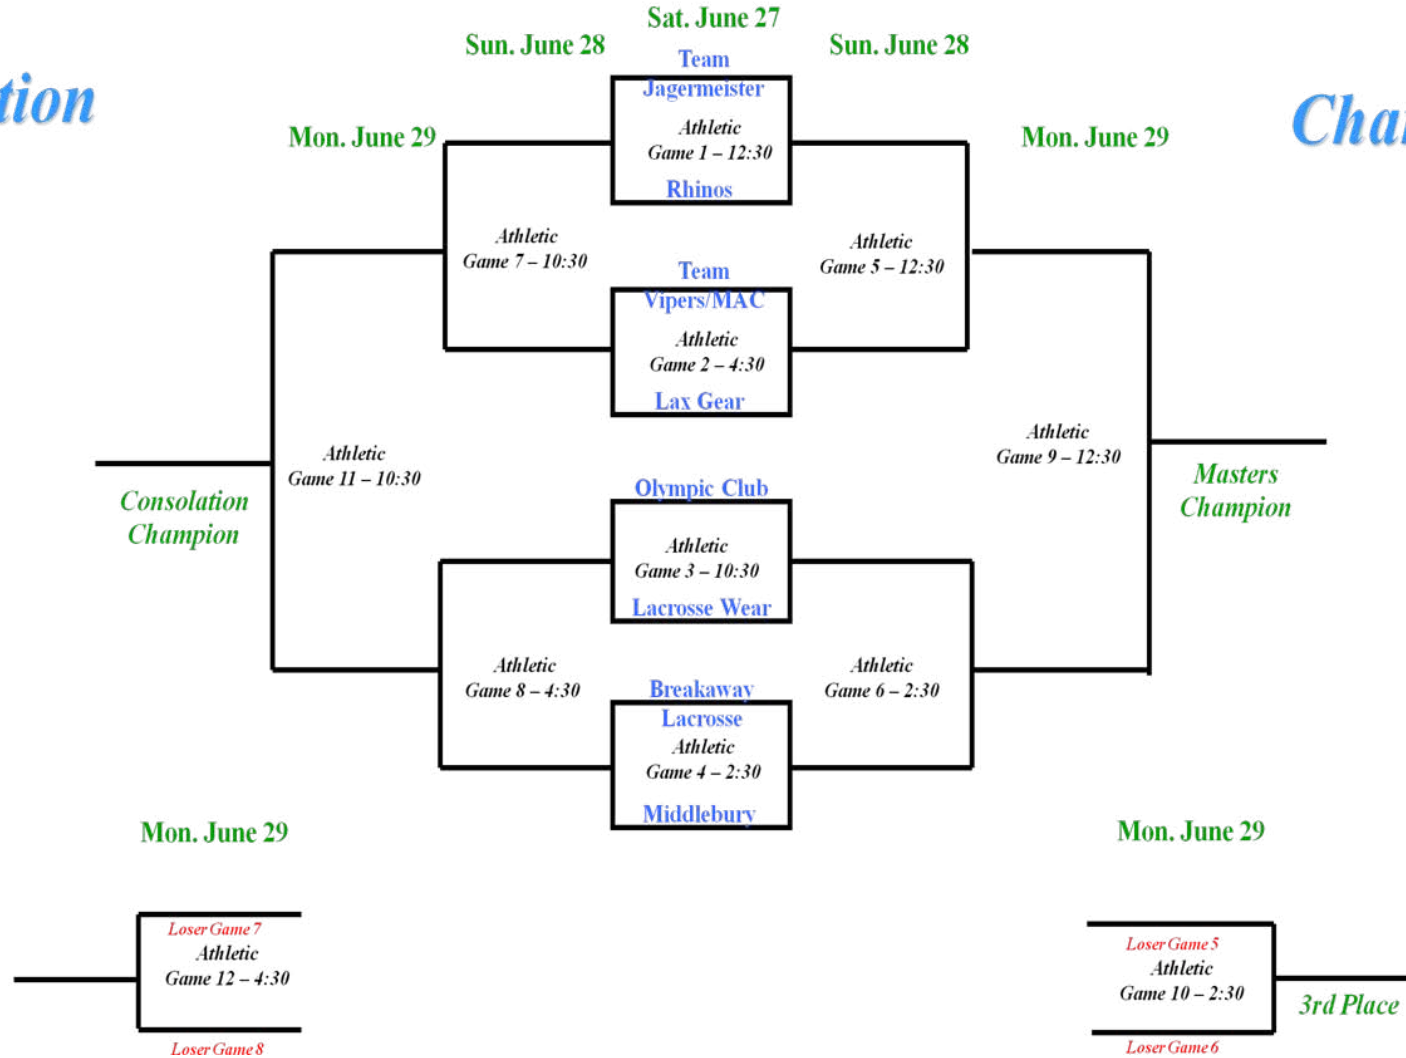 Sat. June 27
Sun. June 28
Sun. June 28
tion
Cha
Mon. June 29
Mon. June 29
Team
Jagermeister
Athletic
Game 1 – 12:30
Rhinos
Athletic
Game 7 – 10:30
Athletic
Game 5 – 12:30
Team
Vipers/MAC
Athletic
Game 2 – 4:30
Lax Gear
Athletic
Game 11 – 10:30
Athletic
Game 9 – 12:30
Consolation
Champion
Masters
Champion
Olympic Club
Athletic
Game 3 – 10:30
Lacrosse Wear
Athletic
Game 8 – 4:30
Athletic
Game 6 – 2:30
Breakaway
Lacrosse
Athletic
Game 4 – 2:30
Middlebury
Mon. June 29
Mon. June 29
Loser Game 7
Athletic
Game 12 – 4:30
Loser Game 8
Loser Game 5
Athletic
Game 10 – 2:30
Loser Game 6
3rd Place